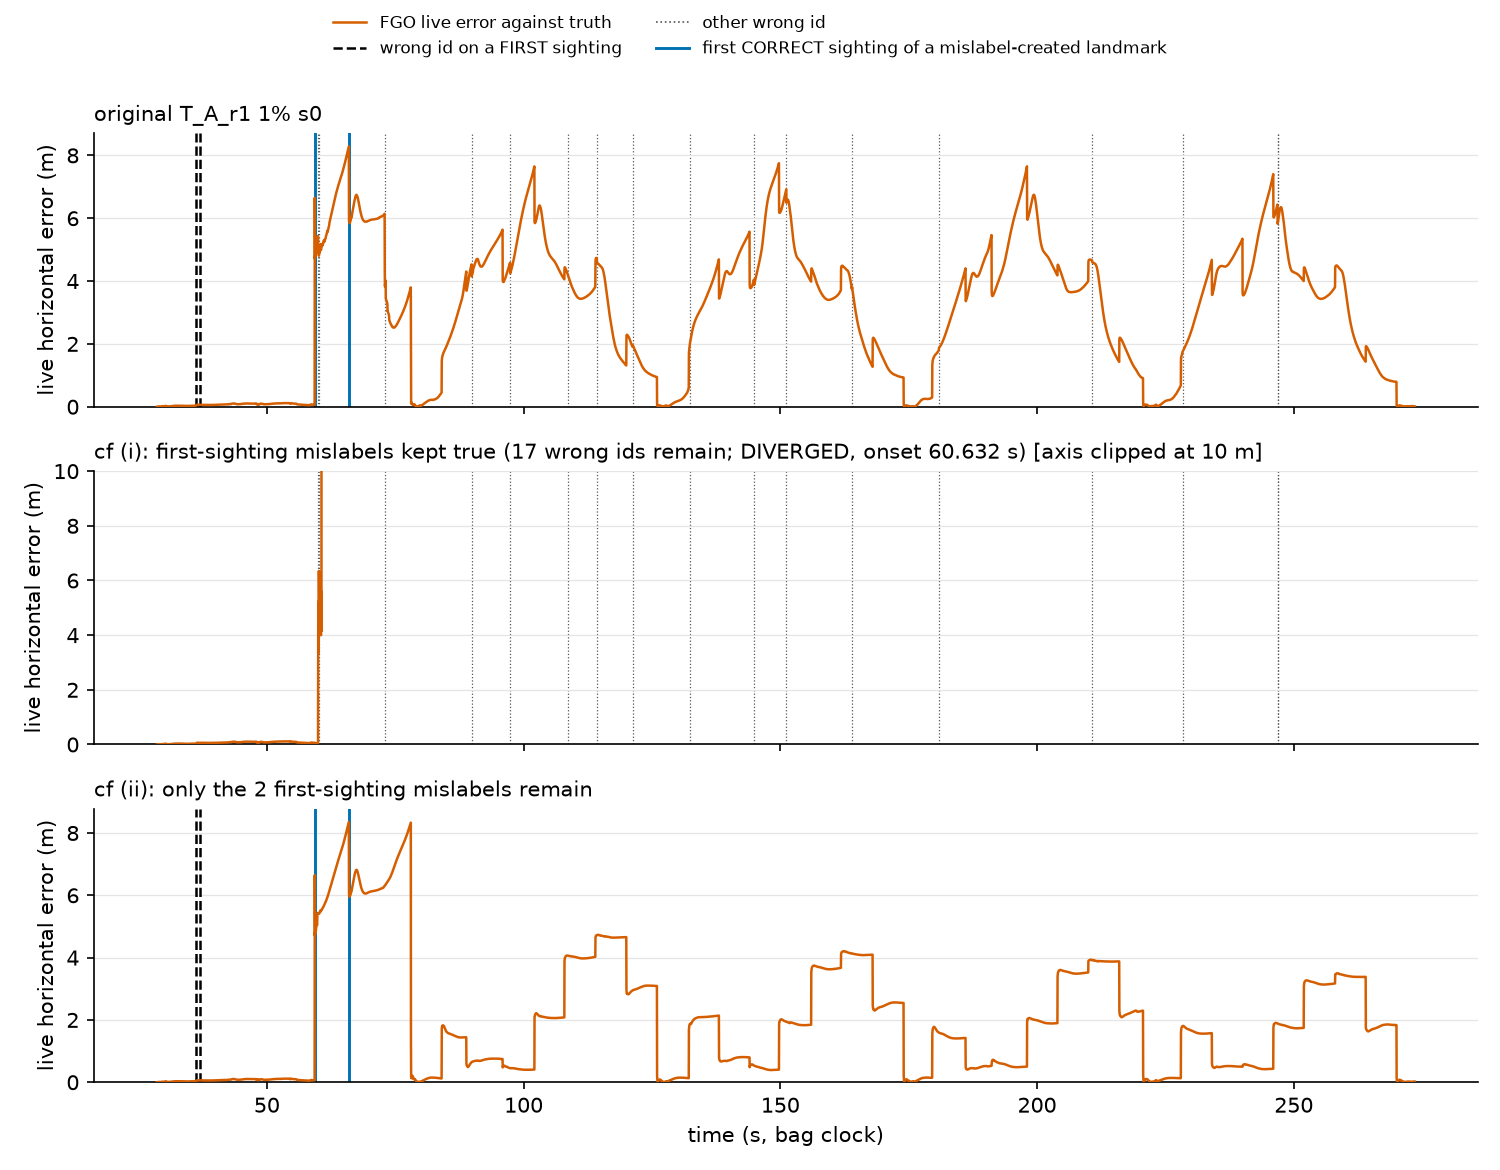 FGO live error against truth
wrong id on a FIRST sighting
other wrong id
first CORRECT sighting of a mislabel-created landmark
original T_A_r1 1% s0
live horizontal error (m)
8
6
4
2
0
cf (i): first-sighting mislabels kept true (17 wrong ids remain; DIVERGED, onset 60.632 s) [axis clipped at 10 m]
live horizontal error (m)
10
8
6
4
2
0
cf (ii): only the 2 first-sighting mislabels remain
live horizontal error (m)
8
6
4
2
0
50 100 150 200 250
time (s, bag clock)